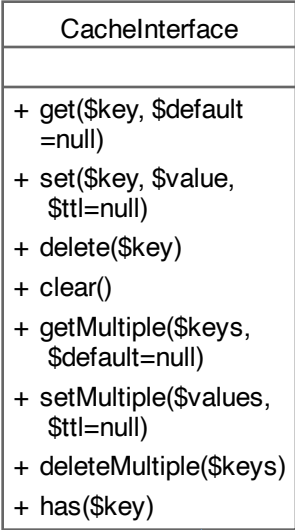 CacheInterface
+ get($key, $default
=null)
+ set($key, $value,
$ttl=null)
+ delete($key)
+ clear()
+ getMultiple($keys,
$default=null)
+ setMultiple($values,
$ttl=null)
+ deleteMultiple($keys)
+ has($key)